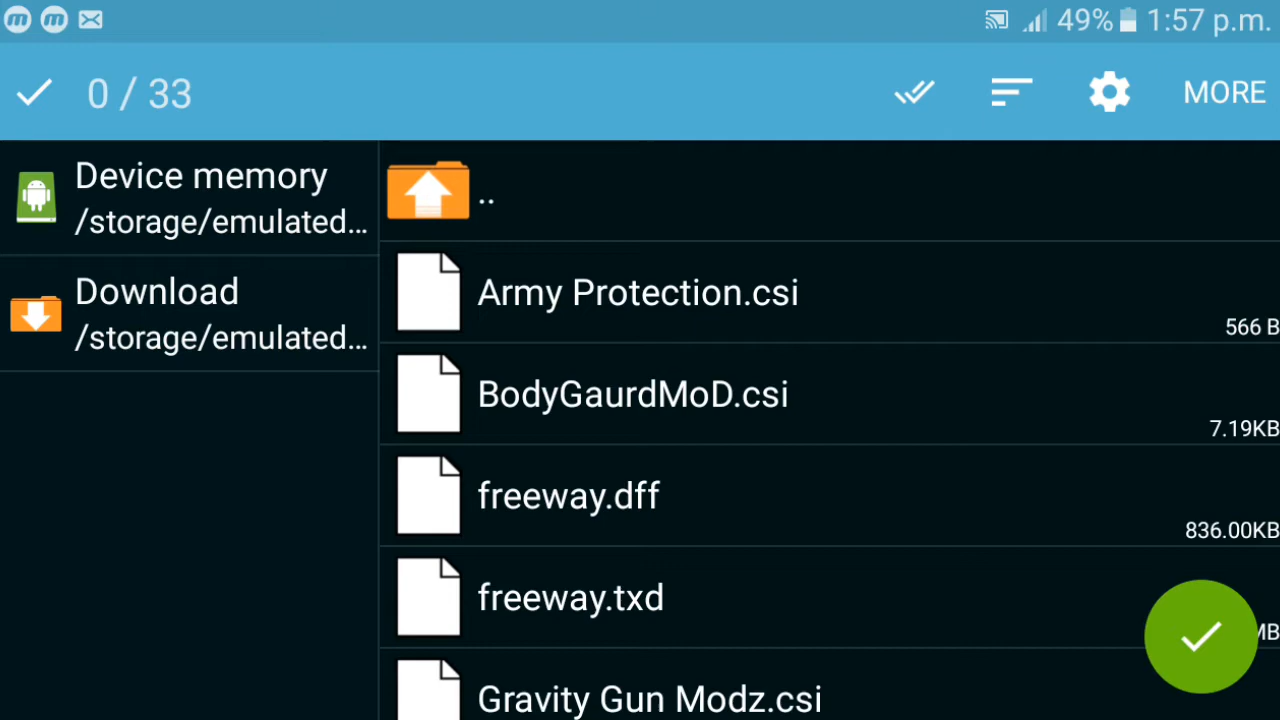 49% 1:57 p.m.
0 / 33
MORE
Device memory
/storage/emulated...
Download
/storage/emulated...
..
Army Protection.csi
566 B
BodyGaurdMoD.csi
7.19KB
freeway.dff
836.00KB
freeway.txd
MB
Gravity Gun Modz.csi